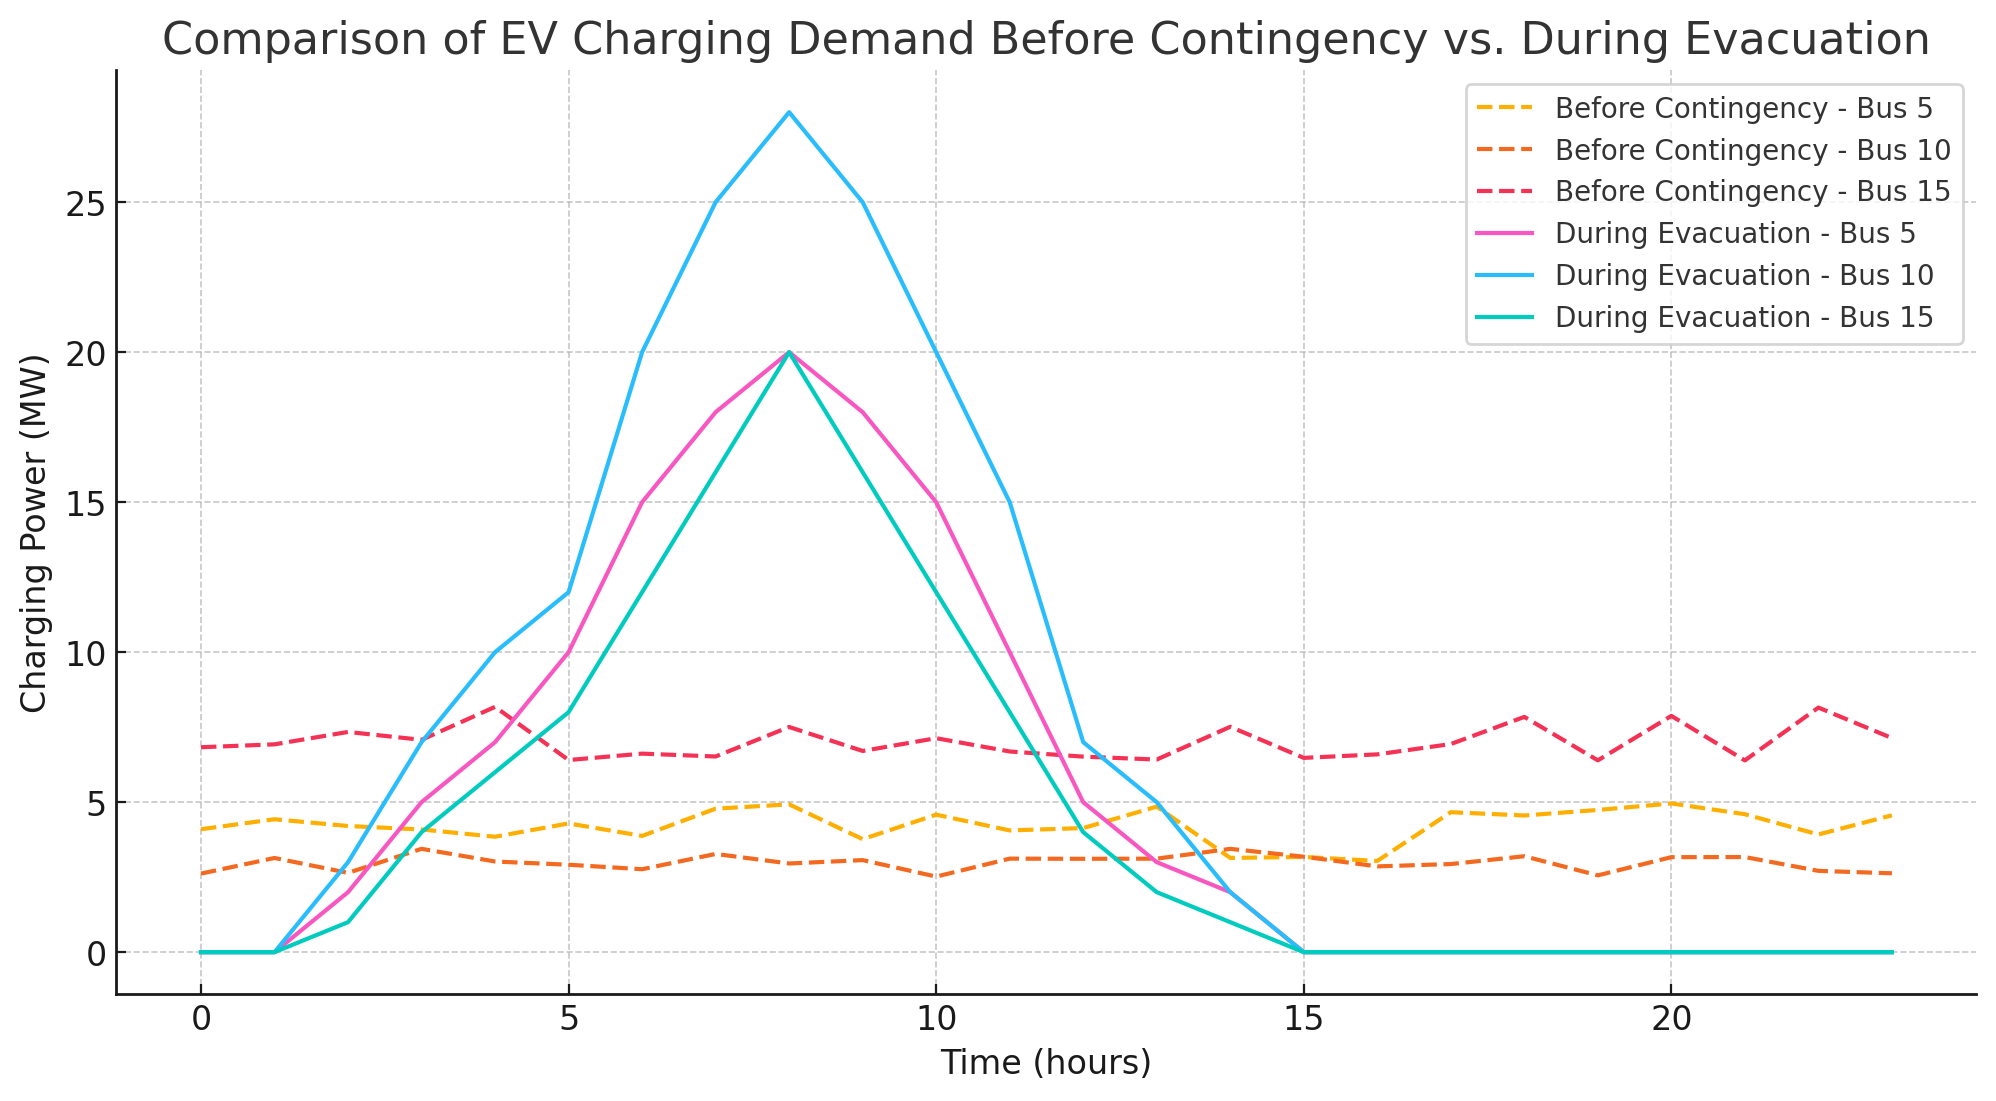 Comparison of EV Charging Demand Before Contingency vs. During Evacuation
Before Contingency - Bus 5
Before Contingency - Bus 10
Before Contingency - Bus 15
During Evacuation - Bus 5
During Evacuation - Bus 10
During Evacuation - Bus 15
Charging Power (MW)
25
20
15
10
5
0
0 5 10 15 20
Time (hours)